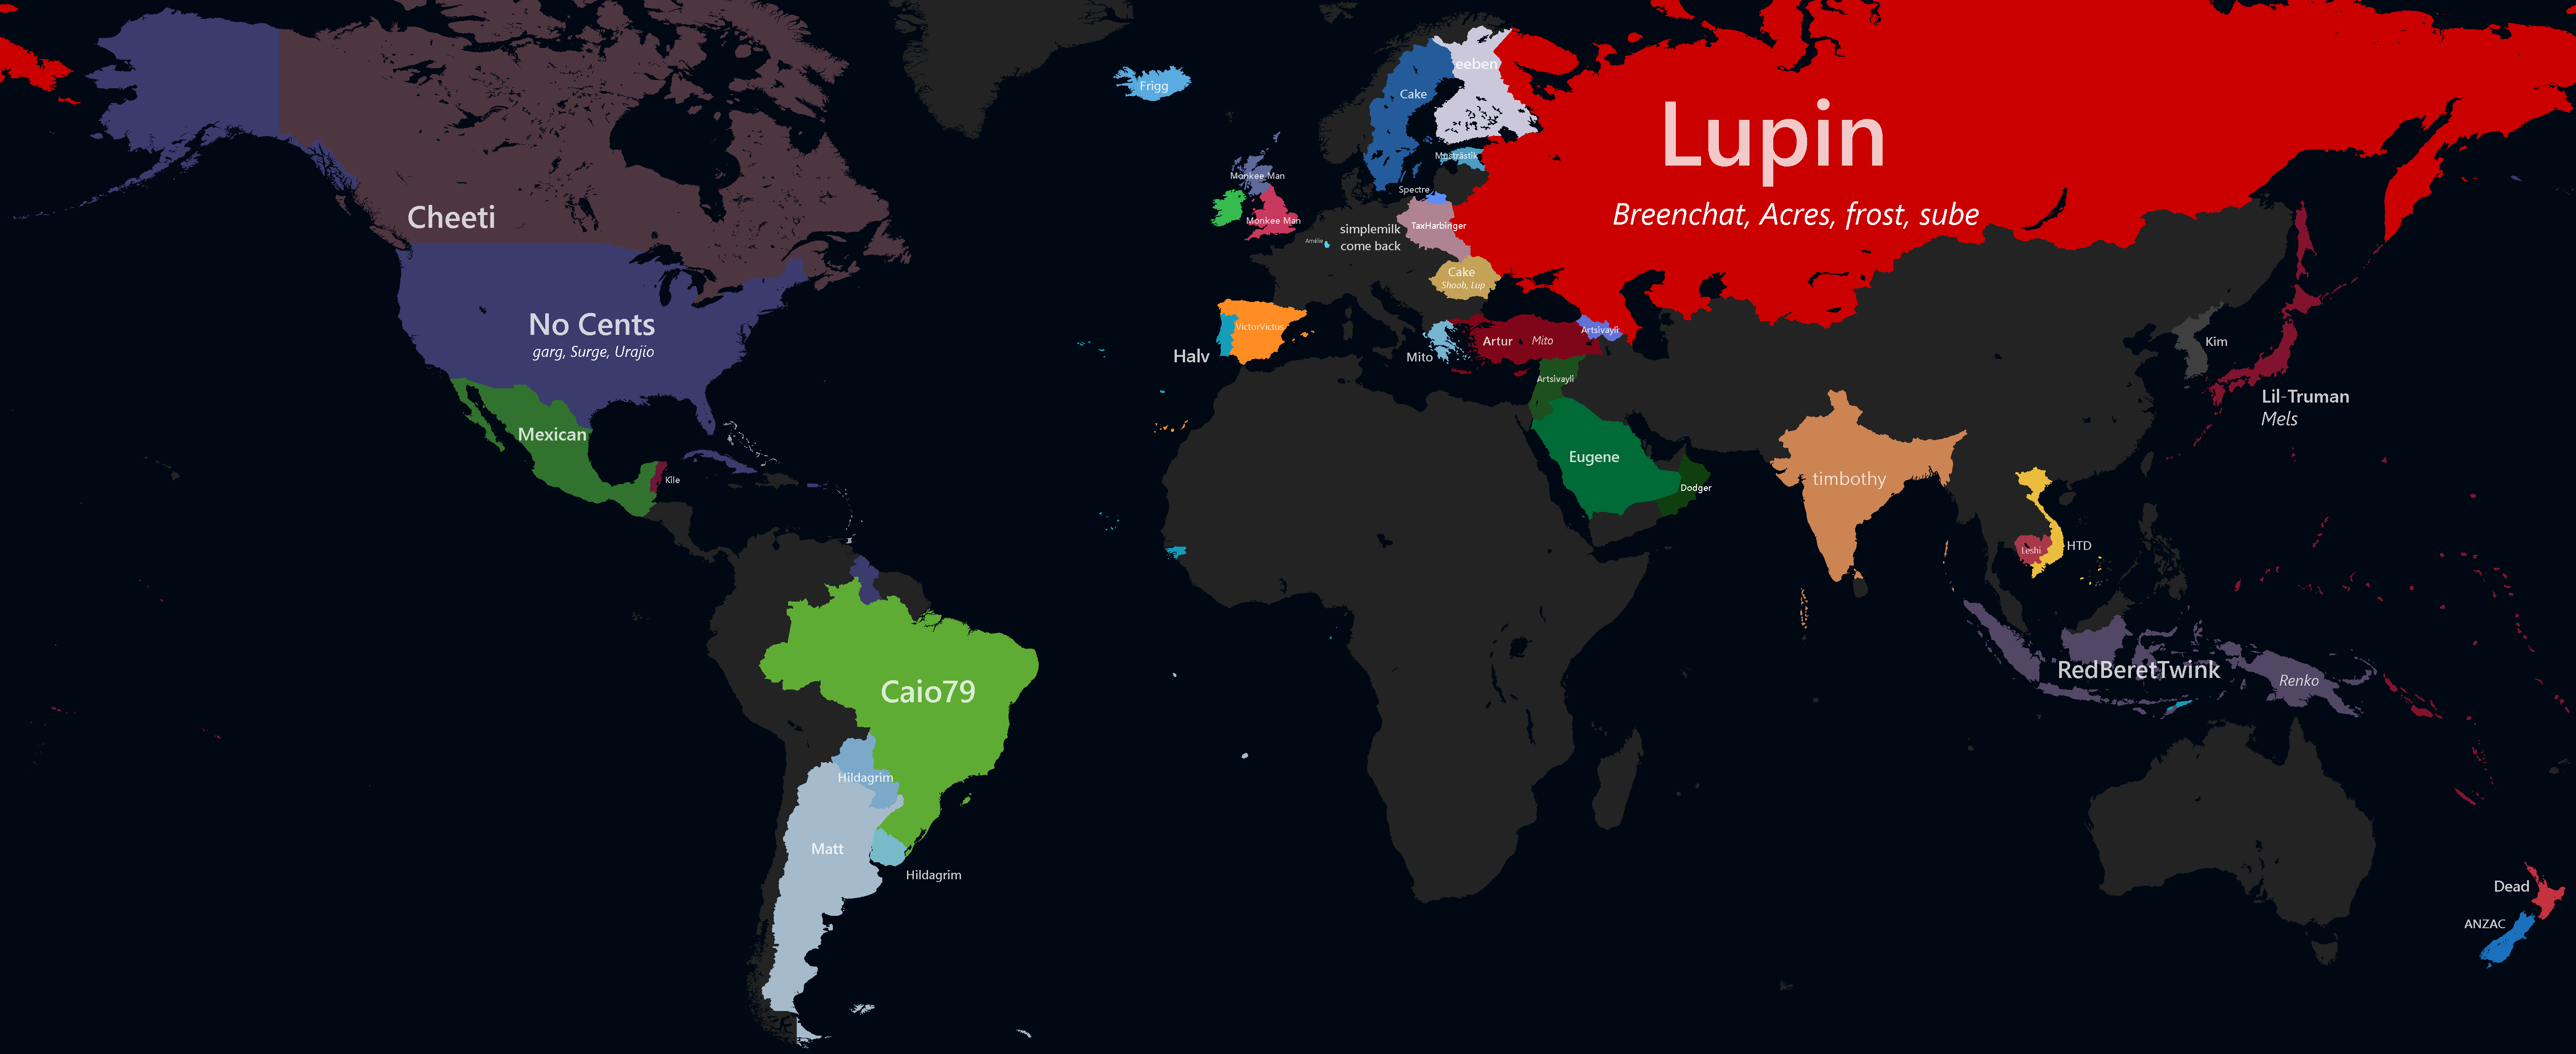 Cheeti
No Cents
garg, Surge, Urajio
Mexican
Kile
Caio79
Hildagrim
Matt
Hildagrim
Frigg
Cake
eeben
Mustrastik
Monkee Man
Monkee Man
Spectre
TaxHarbinger
simplemilk
come back
Amélie
Cake
Shoob, Lup
VictorVictus
Halv
Mito
Artur
Mito
Artsivayli
Artsivayli
Eugene
Dodger
Lupin
Breenchat, Acres, frost, sube
timbothy
Kim
Lil-Truman
Mels
Leshi
HTD
RedBeretTwink
Renko
Dead
ANZAC